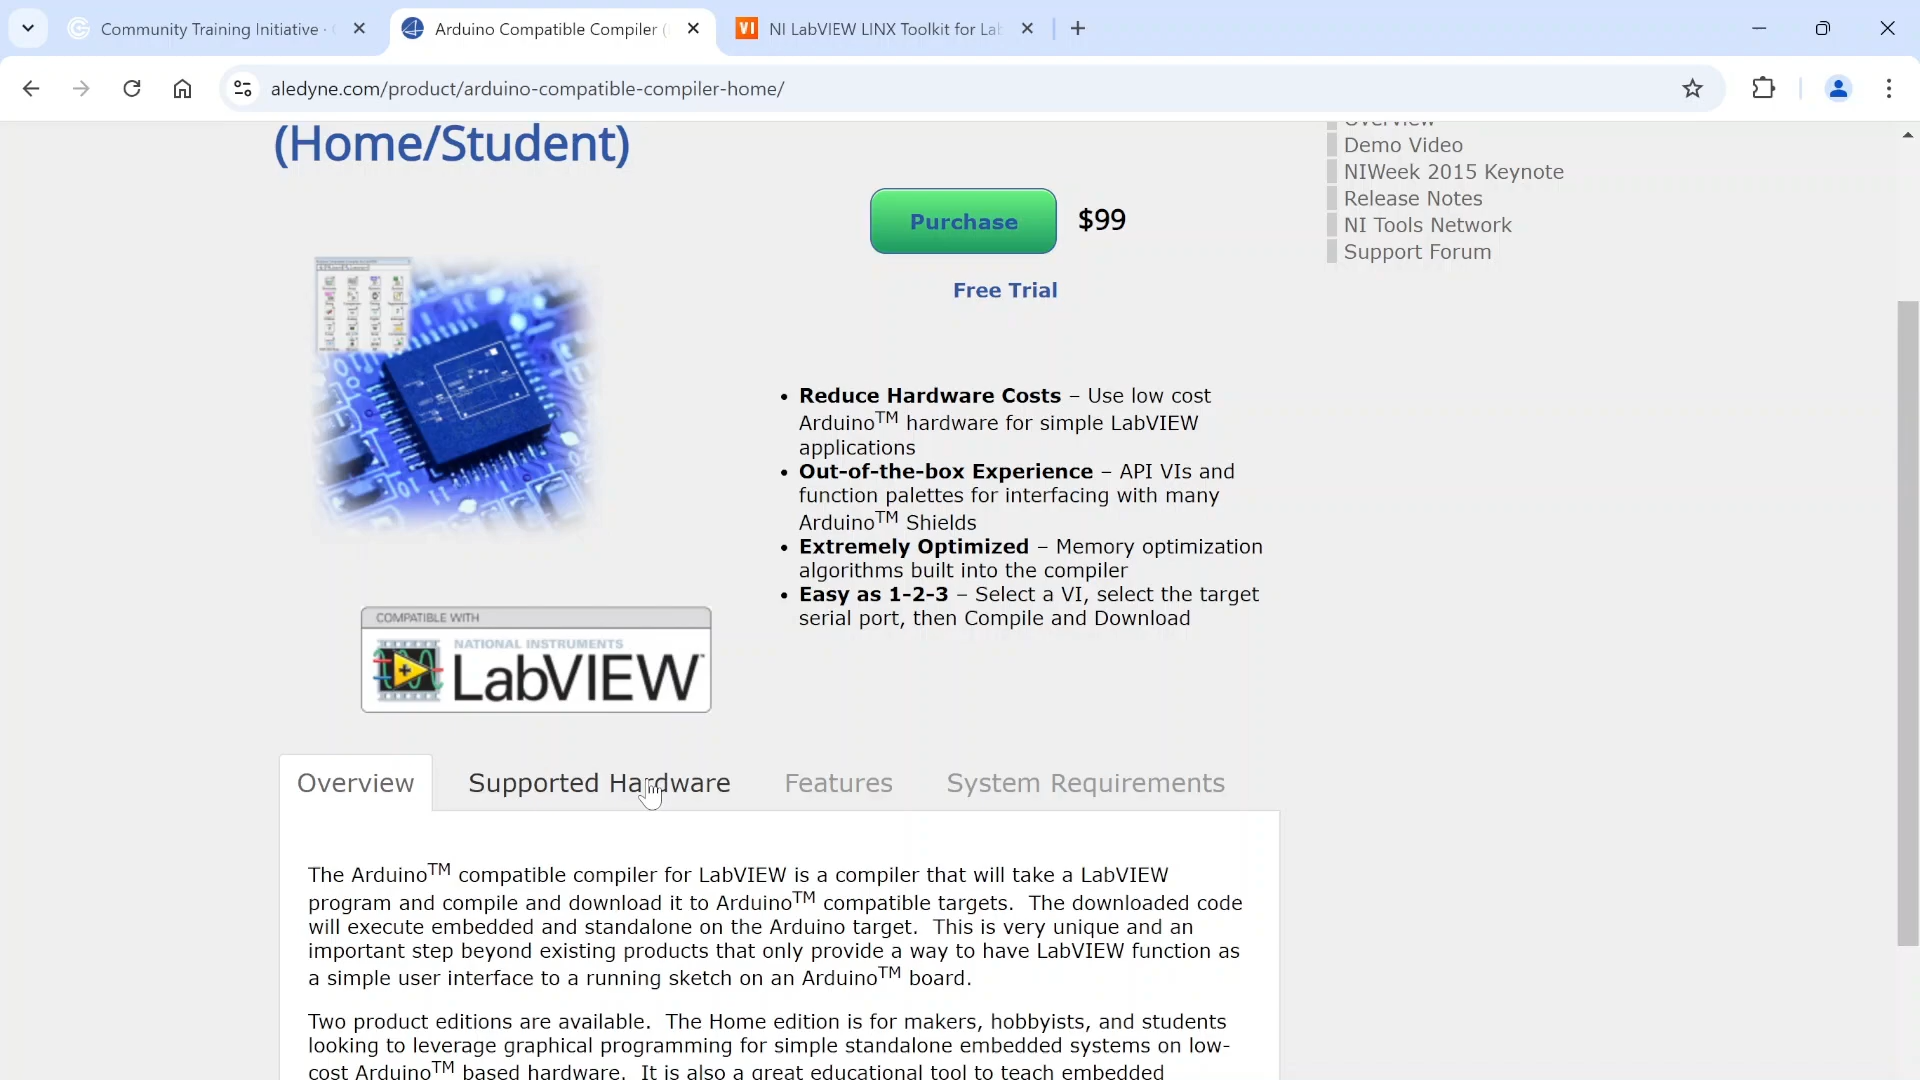 Community Training Initiative ·
Arduino Compatible Compiler (
NI LabVIEW LINX Toolkit for Lab
aledyne.com/product/arduino-compatible-compiler-home/
(Home/Student)
Purchase
$99
Free Trial
Overview
Demo Video
NIWeek 2015 Keynote
Release Notes
NI Tools Network
Support Forum
• Reduce Hardware Costs – Use low cost
Arduino™ hardware for simple LabVIEW
applications
• Out-of-the-box Experience – API VIs and
function palettes for interfacing with many
Arduino™ Shields
• Extremely Optimized – Memory optimization
algorithms built into the compiler
• Easy as 1-2-3 – Select a VI, select the target
serial port, then Compile and Download
COMPATIBLE WITH
NATIONAL INSTRUMENTS
LabVIEW™
Overview
Supported Hardware
Features
System Requirements
The Arduino™ compatible compiler for LabVIEW is a compiler that will take a LabVIEW
program and compile and download it to Arduino™ compatible targets. The downloaded code
will execute embedded and standalone on the Arduino target. This is very unique and an
important step beyond existing products that only provide a way to have LabVIEW function as
a simple user interface to a running sketch on an Arduino™ board.
Two product editions are available. The Home edition is for makers, hobbyists, and students
looking to leverage graphical programming for simple standalone embedded systems on low-
cost Arduino™ based hardware. It is also a great educational tool to teach embedded